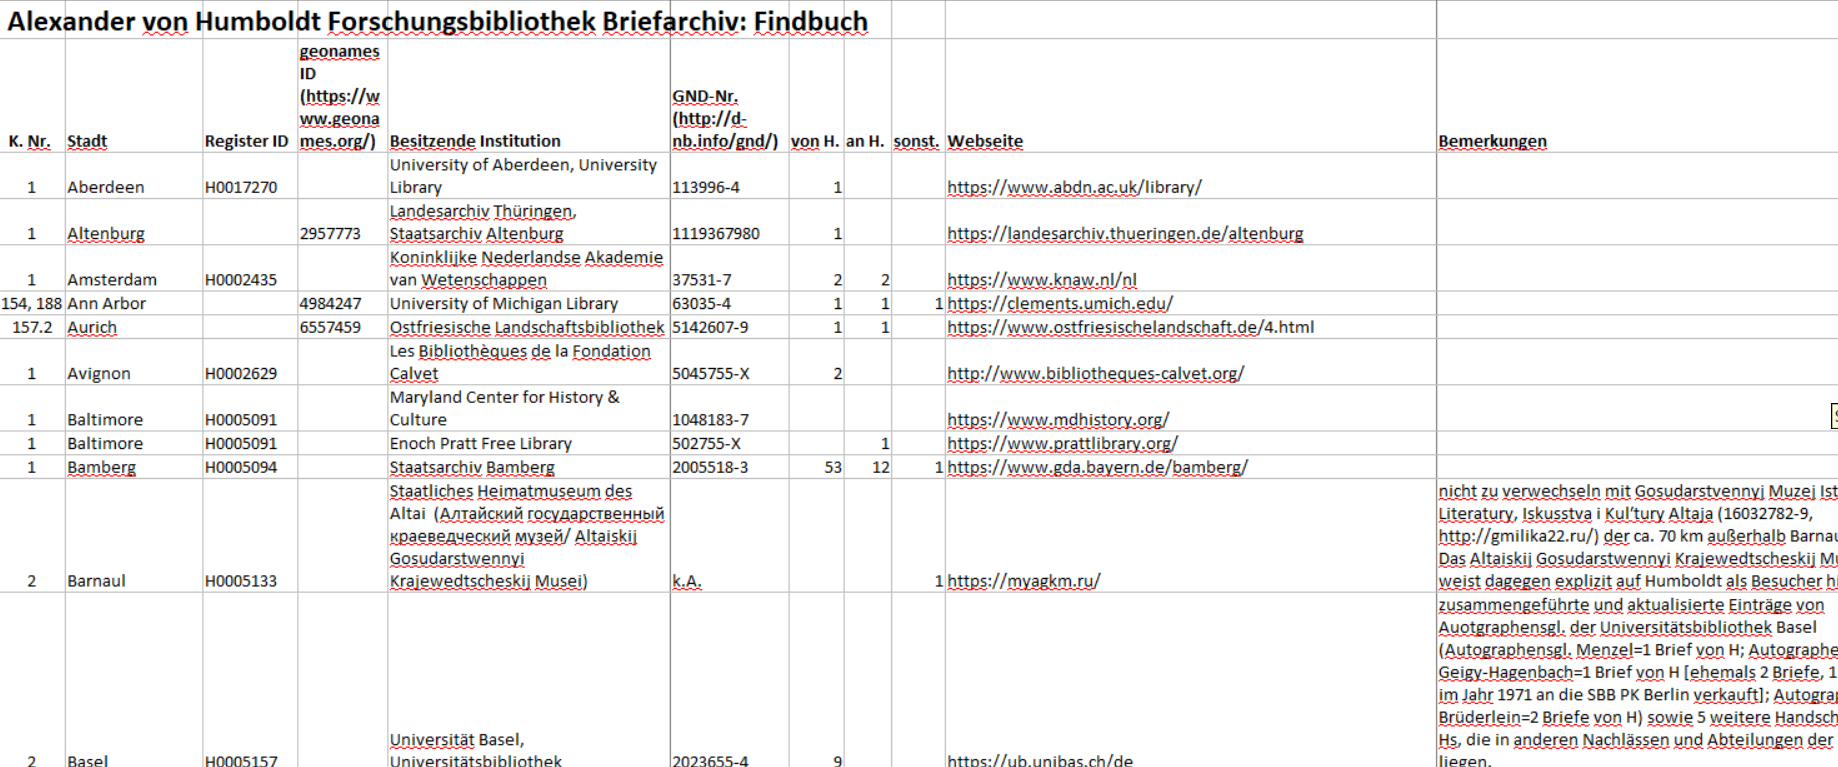 Alexander von Humboldt Forschungsbibliothek Briefarchiv: Findbuch
K. Nr. Stadt Register ID geonames ID (https://www.geonames.org/) Besitzende Institution GND-Nr. (http://d-nb.info/gnd/) von H. an H. sonst. Webseite Bemerkungen
1 Aberdeen H0017270 University of Aberdeen, University Library 113996-4 1 https://www.abdn.ac.uk/library/
1 Altenburg 2957773 Landesarchiv Thüringen, Staatsarchiv Altenburg 1119367980 1 https://landesarchiv.thueringen.de/altenburg
1 Amsterdam H0002435 Koninklijke Nederlandse Akademie van Wetenschappen 37531-7 2 2 https://www.knaw.nl/nl
154, 188 Ann Arbor 4984247 University of Michigan Library 63035-4 1 1 1 https://clements.umich.edu/
157.2 Aurich 6557459 Ostfriesische Landschaftsbibliothek 5142607-9 1 1 https://www.ostfriesischelandschaft.de/4.html
1 Avignon H0002629 Les Bibliothèques de la Fondation Calvet 5045755-X 2 http://www.bibliotheques-calvet.org/
1 Baltimore H0005091 Maryland Center for History & Culture 1048183-7 https://www.mdhistory.org/
1 Baltimore H0005091 Enoch Pratt Free Library 502755-X 1 https://www.prattlibrary.org/
1 Bamberg H0005094 Staatsarchiv Bamberg 2005518-3 53 12 1 https://www.gda.bayern.de/bamberg/
2 Barnaul H0005133 Staatliches Heimatmuseum des Altai (Алтайский государственный краеведческий музей/ Altaiskij Gosudarstwennyi Krajewedtscheskij Musei) k.A. 1 https://myagkm.ru/
nicht zu verwechseln mit Gosudarstvennyj Muzej Ist
Literatury, Iskusstva i Kul'tury Altaja (16032782-9,
http://gmilika22.ru/) der ca. 70 km außerhalb Barnau
Das Altaiskij Gosudarstwennyi Krajewedtscheskij Mu
weist dagegen explizit auf Humboldt als Besucher hi
2 Basel H0005157 Universität Basel, Universitätsbibliothek 2023655-4 9 https://ub.unibas.ch/de
zusammengeführte und aktualisierte Einträge von
Auotgraphensgl. der Universitätsbibliothek Basel
(Autographensgl. Menzel=1 Brief von H; Autographe
Geigy-Hagenbach=1 Brief von H [ehemals 2 Briefe, 1
im Jahr 1971 an die SBB PK Berlin verkauft]; Autogra
Brüderlein=2 Briefe von H) sowie 5 weitere Handsch
Hs, die in anderen Nachlässen und Abteilungen der
liegen.